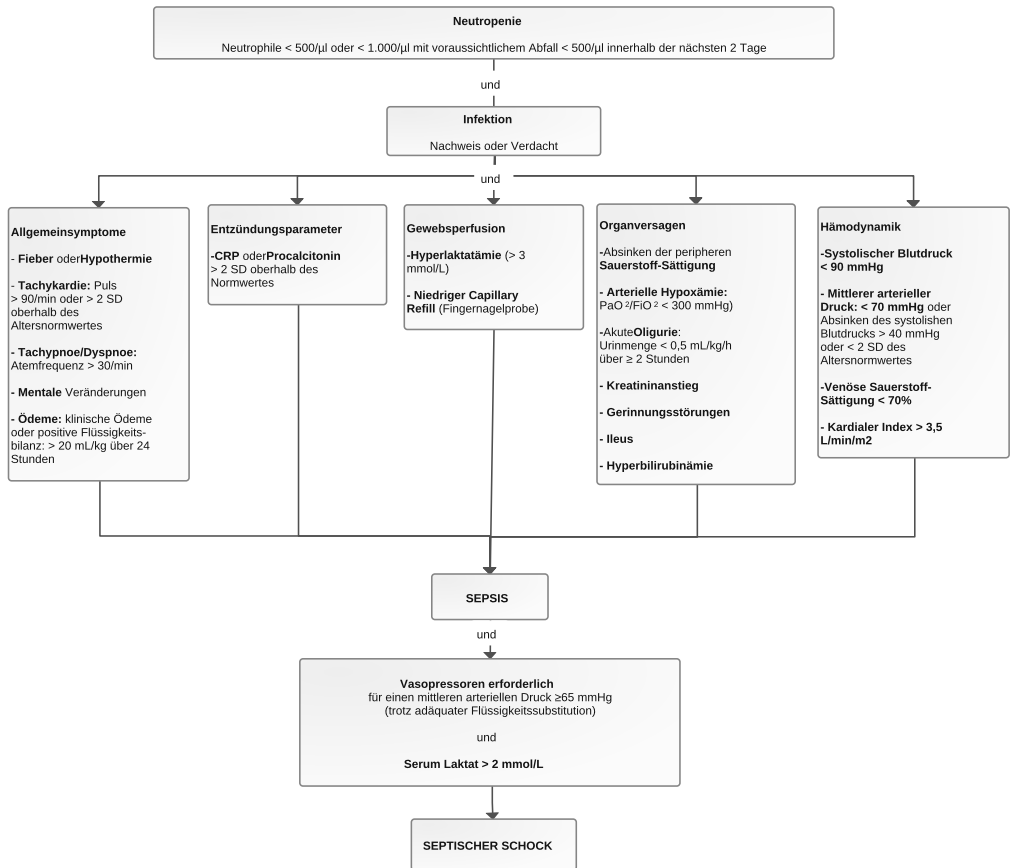 Neutropenie
Neutrophile < 500/µl oder < 1.000/µl mit voraussichtlichem Abfall < 500/µl innerhalb der nächsten 2 Tage
und
Infektion
Nachweis oder Verdacht
und
Allgemeinsymptome
- Fieber oderHypothermie
- Tachykardie: Puls
> 90/min oder > 2 SD
oberhalb des
Altersnormwertes
- Tachypnoe/Dyspnoe:
Atemfrequenz > 30/min
- Mentale Veränderungen
- Ödeme: klinische Ödeme
oder positive Flüssigkeits-
bilanz: > 20 mL/kg über 24
Stunden
Entzündungsparameter
-CRP oderProcalcitonin
> 2 SD oberhalb des
Normwertes
Gewebsperfusion
-Hyperlaktatämie (> 3
mmol/L)
- Niedriger Capillary
Refill (Fingernagelprobe)
Organversagen
-Absinken der peripheren
Sauerstoff-Sättigung
- Arterielle Hypoxämie:
PaO ²/FiO ² < 300 mmHg)
-AkuteOligurie:
Urinmenge < 0,5 mL/kg/h
über ≥ 2 Stunden
- Kreatininanstieg
- Gerinnungsstörungen
- Ileus
- Hyperbilirubinämie
Hämodynamik
-Systolischer Blutdruck
< 90 mmHg
- Mittlerer arterieller
Druck: < 70 mmHg oder
Absinken des systolishen
Blutdrucks > 40 mmHg
oder < 2 SD des
Altersnormwertes
-Venöse Sauerstoff-
Sättigung < 70%
- Kardialer Index > 3,5
L/min/m2
SEPSIS
und
Vasopressoren erforderlich
für einen mittleren arteriellen Druck ≥65 mmHg
(trotz adäquater Flüssigkeitssubstitution)
und
Serum Laktat > 2 mmol/L
SEPTISCHER SCHOCK